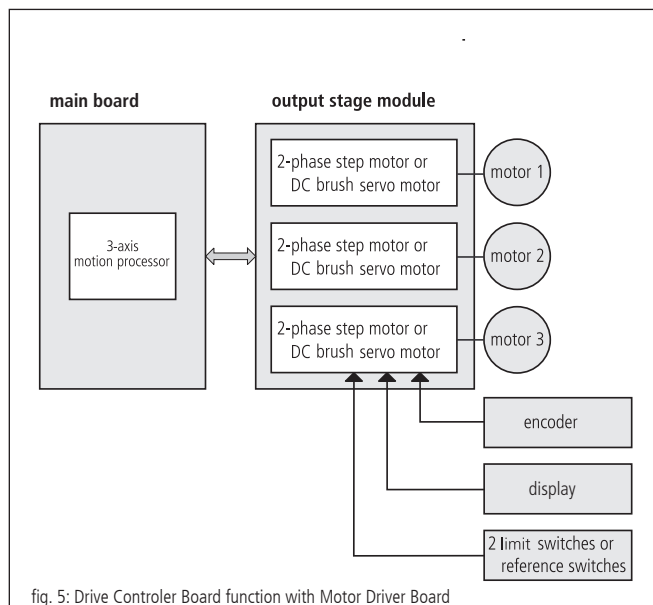 main board
output stage module
3-axis
motion processor
2-phase step motor or
DC brush servo motor
motor 1
2-phase step motor or
DC brush servo motor
motor 2
2-phase step motor or
DC brush servo motor
motor 3
encoder
display
2 limit switches or
reference switches
fig. 5: Drive Controler Board function with Motor Driver Board